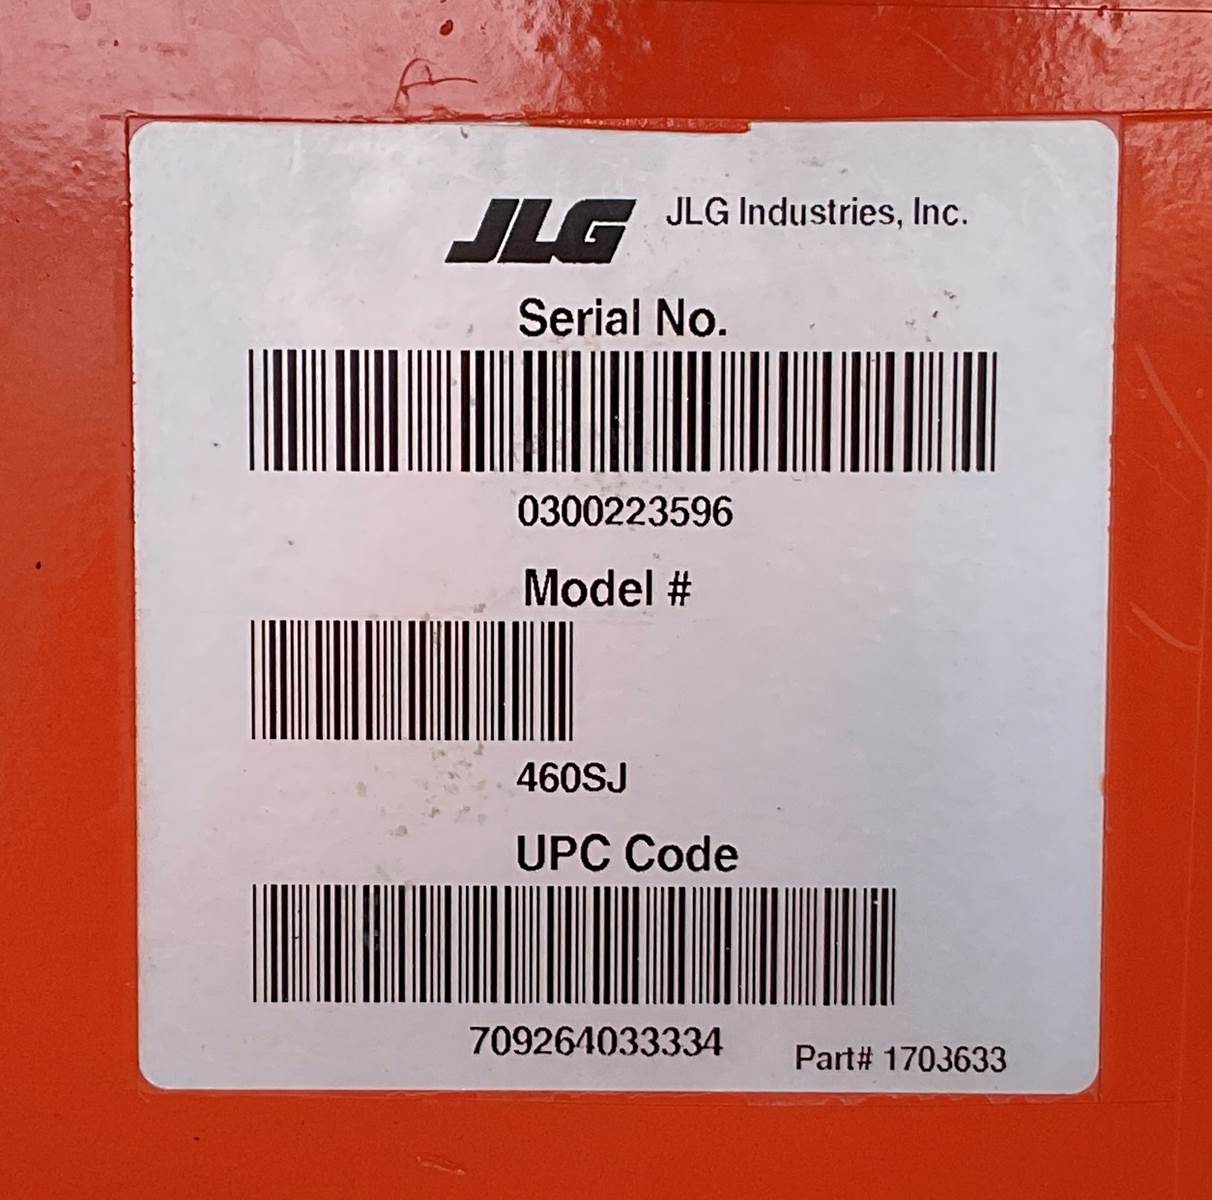 JLG JLG Industries, Inc.
Serial No.
0300223596
Model #
460SJ
UPC Code
709264033334
Part# 1703633